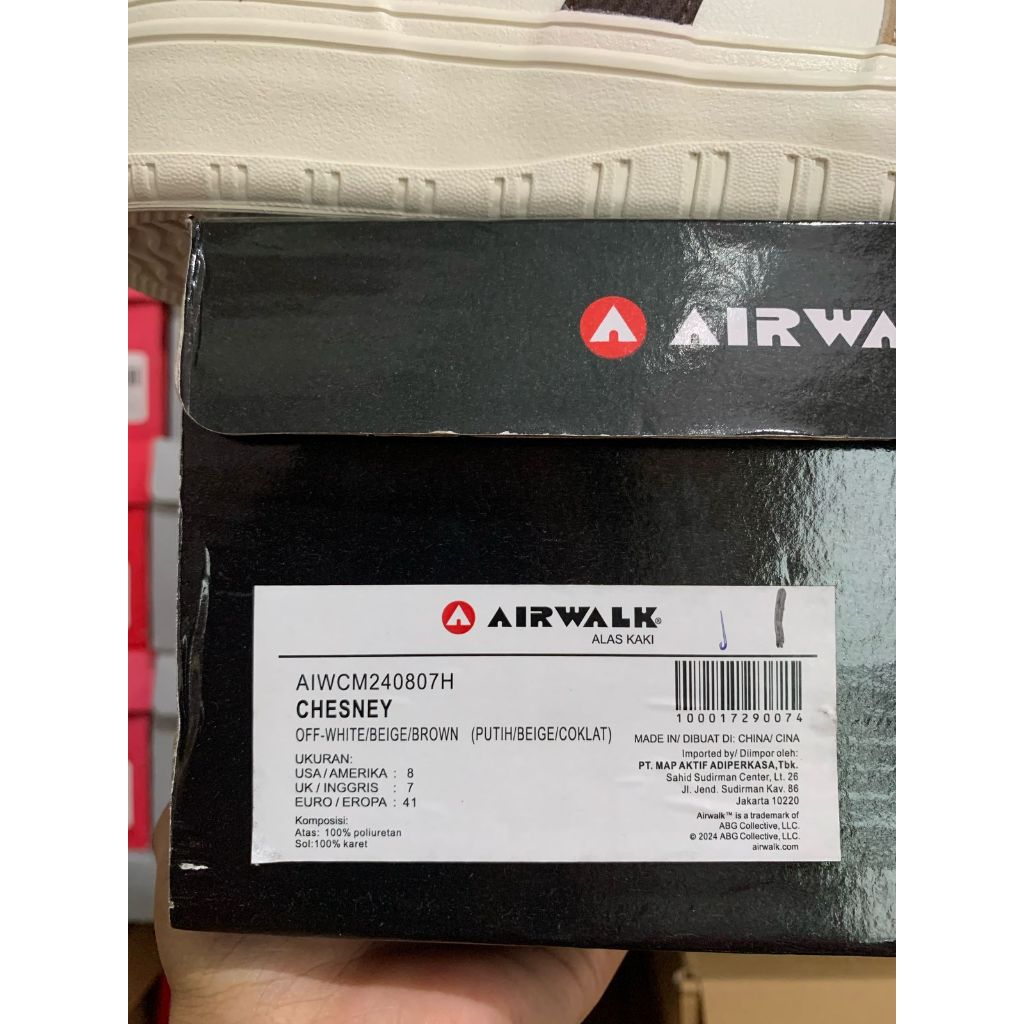 AIRWA
AIRWALK®
ALAS KAKI
AIWCM240807H
CHESNEY
OFF-WHITE/BEIGE/BROWN (PUTIH/BEIGE/COKLAT)
UKURAN:
USA/AMERIKA : 8
UK/INGGRIS : 7
EURO/EROPA : 41
Komposisi:
Atas: 100% poliuretan
Sol:100% karet
100017290074
MADE IN/ DIBUAT DI: CHINA/ CINA
Imported by/ Diimpor oleh:
PT. MAP AKTIF ADIPERKASA,Tbk.
Sahid Sudirman Center, Lt. 26
Jl. Jend. Sudirman Kav. 86
Jakarta 10220
Airwalk™ is a trademark of
ABG Collective, LLC.
© 2024 ABG Collective, LLC.
airwalk.com